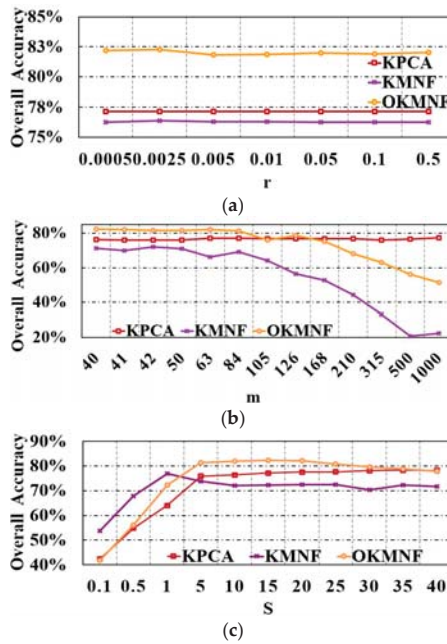 85%
83%
80%
78%
75%
Overall Accuracy
KPCA
KMNF
OKMNF
0.0005
0.0025
0.005
0.01
0.05
0.1
0.5
r
(a)
80%
60%
40%
20%
Overall Accuracy
KPCA
KMNF
OKMNF
40
41
42
50
63
84
105
126
168
210
315
500
1000
m
(b)
90%
80%
70%
60%
50%
40%
Overall Accuracy
KPCA
KMNF
OKMNF
0.1
0.5
1
5
10
15
20
25
30
35
40
S
(c)